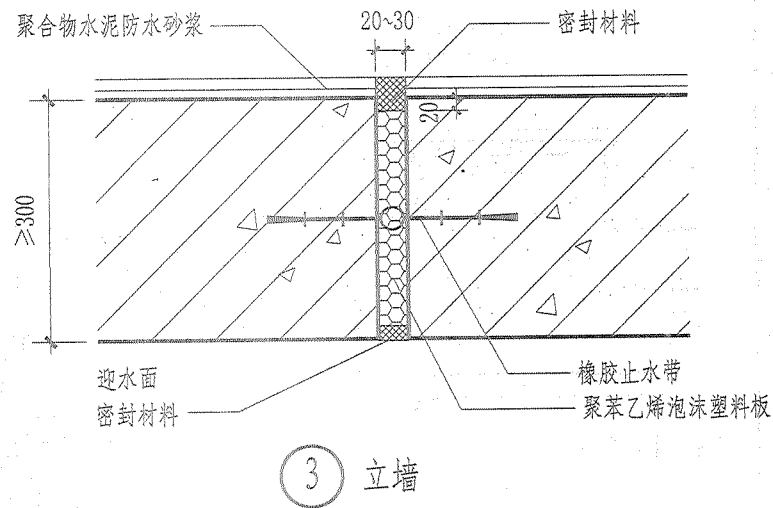 聚合物水泥防水砂浆
20~30
密封材料
20
≥300
迎水面
密封材料
橡胶止水带
聚苯乙烯泡沫塑料板
3 立墙